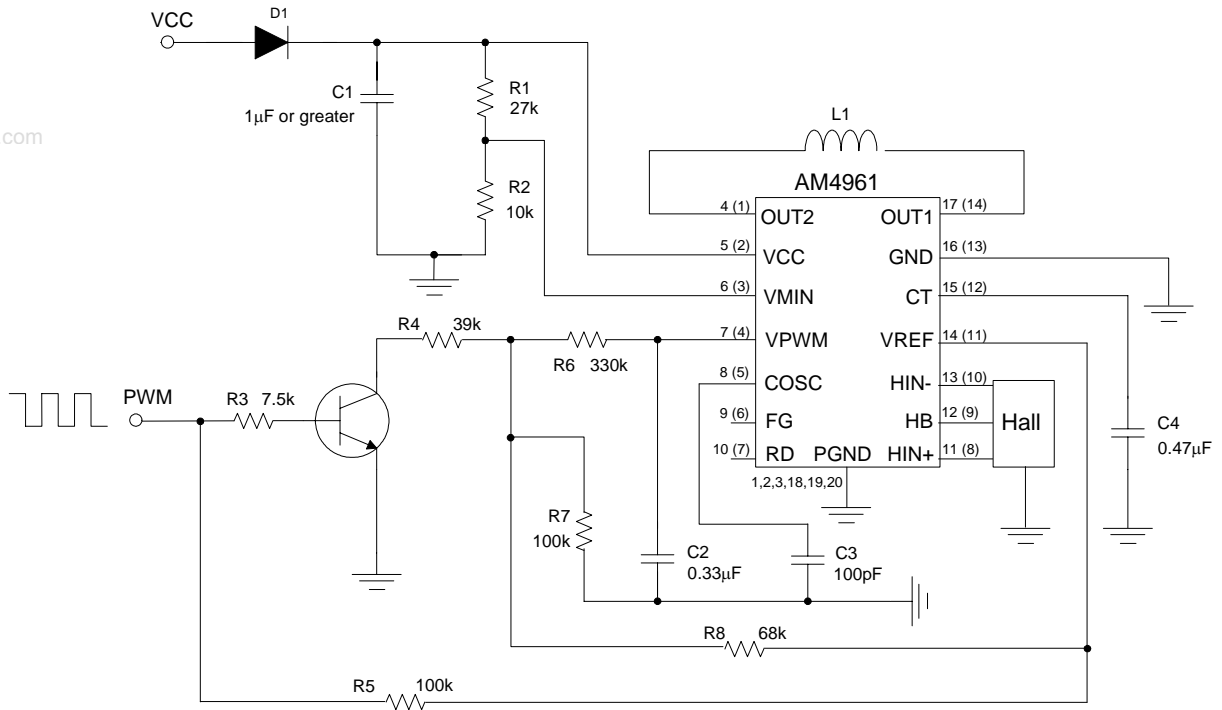 D1
VCC
C1
1μF or greater
R1
27k
com
R2
10k
L1
AM4961
4 (1)
OUT2
OUT1
17 (14)
5 (2)
VCC
GND
16 (13)
6 (3)
VMIN
CT
15 (12)
R4
39k
7 (4)
VPWM
VREF
14 (11)
R6
330k
8 (5)
COSC
HIN-
13 (10)
PWM
R3
7.5k
9 (6)
FG
HB
12 (9)
Hall
C4
0.47μF
10 (7)
RD
PGND
HIN+
11 (8)
1,2,3,18,19,20
R7
100k
C2
0.33μF
C3
100pF
R8
68k
R5
100k